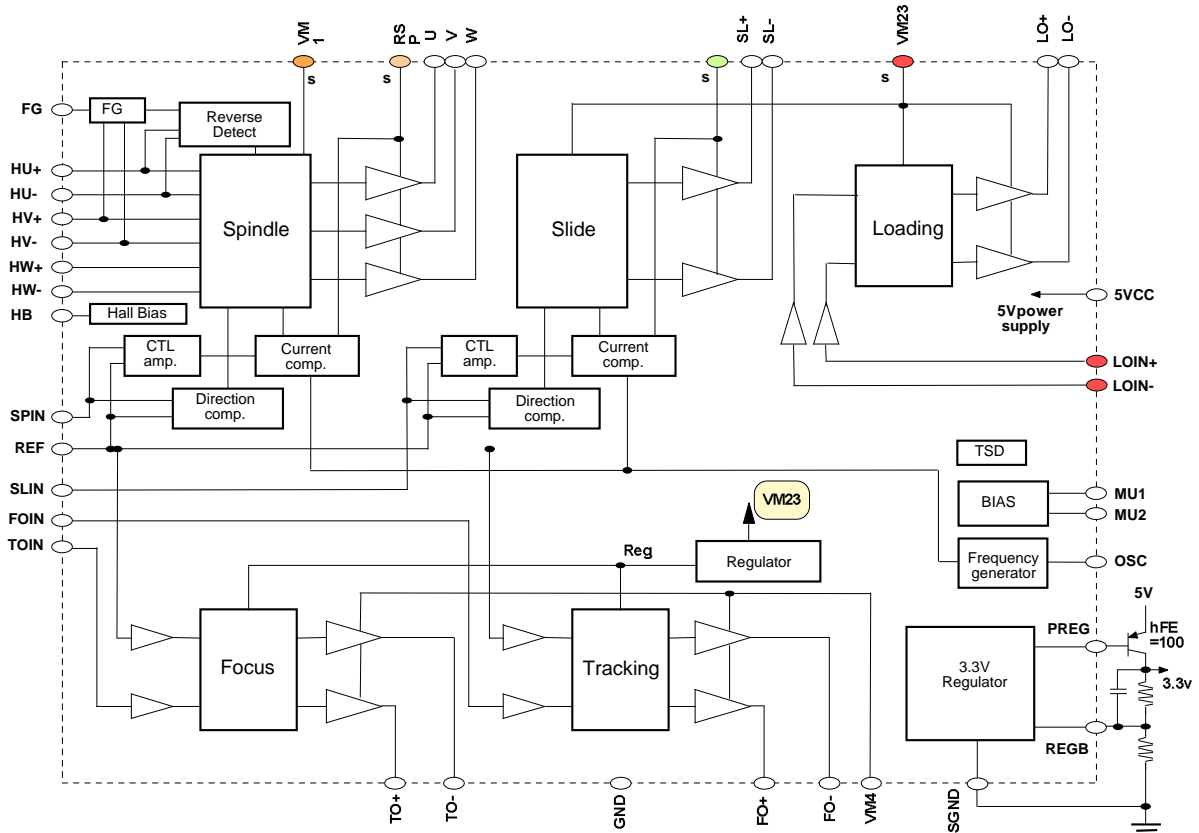 VM
1
RS
P
U
V
W
SL+
SL-
VM23
LO+
LO-
s
s
s
s
FG
FG
Reverse
Detect
HU+
HU-
HV+
HV-
HW+
HW-
HB
Hall Bias
Spindle
Slide
Loading
5VCC
5Vpower
supply
CTL
amp.
Current
comp.
CTL
amp.
Current
comp.
LOIN+
LOIN-
Direction
comp.
Direction
comp.
SPIN
REF
SLIN
FOIN
TOIN
TSD
BIAS
MU1
MU2
VM23
Reg
Regulator
Frequency
generator
OSC
5V
PREG
hFE
=100
3.3V
Regulator
3.3v
REGB
Focus
Tracking
TO+
TO-
GND
FO+
FO-
VM4
SGND